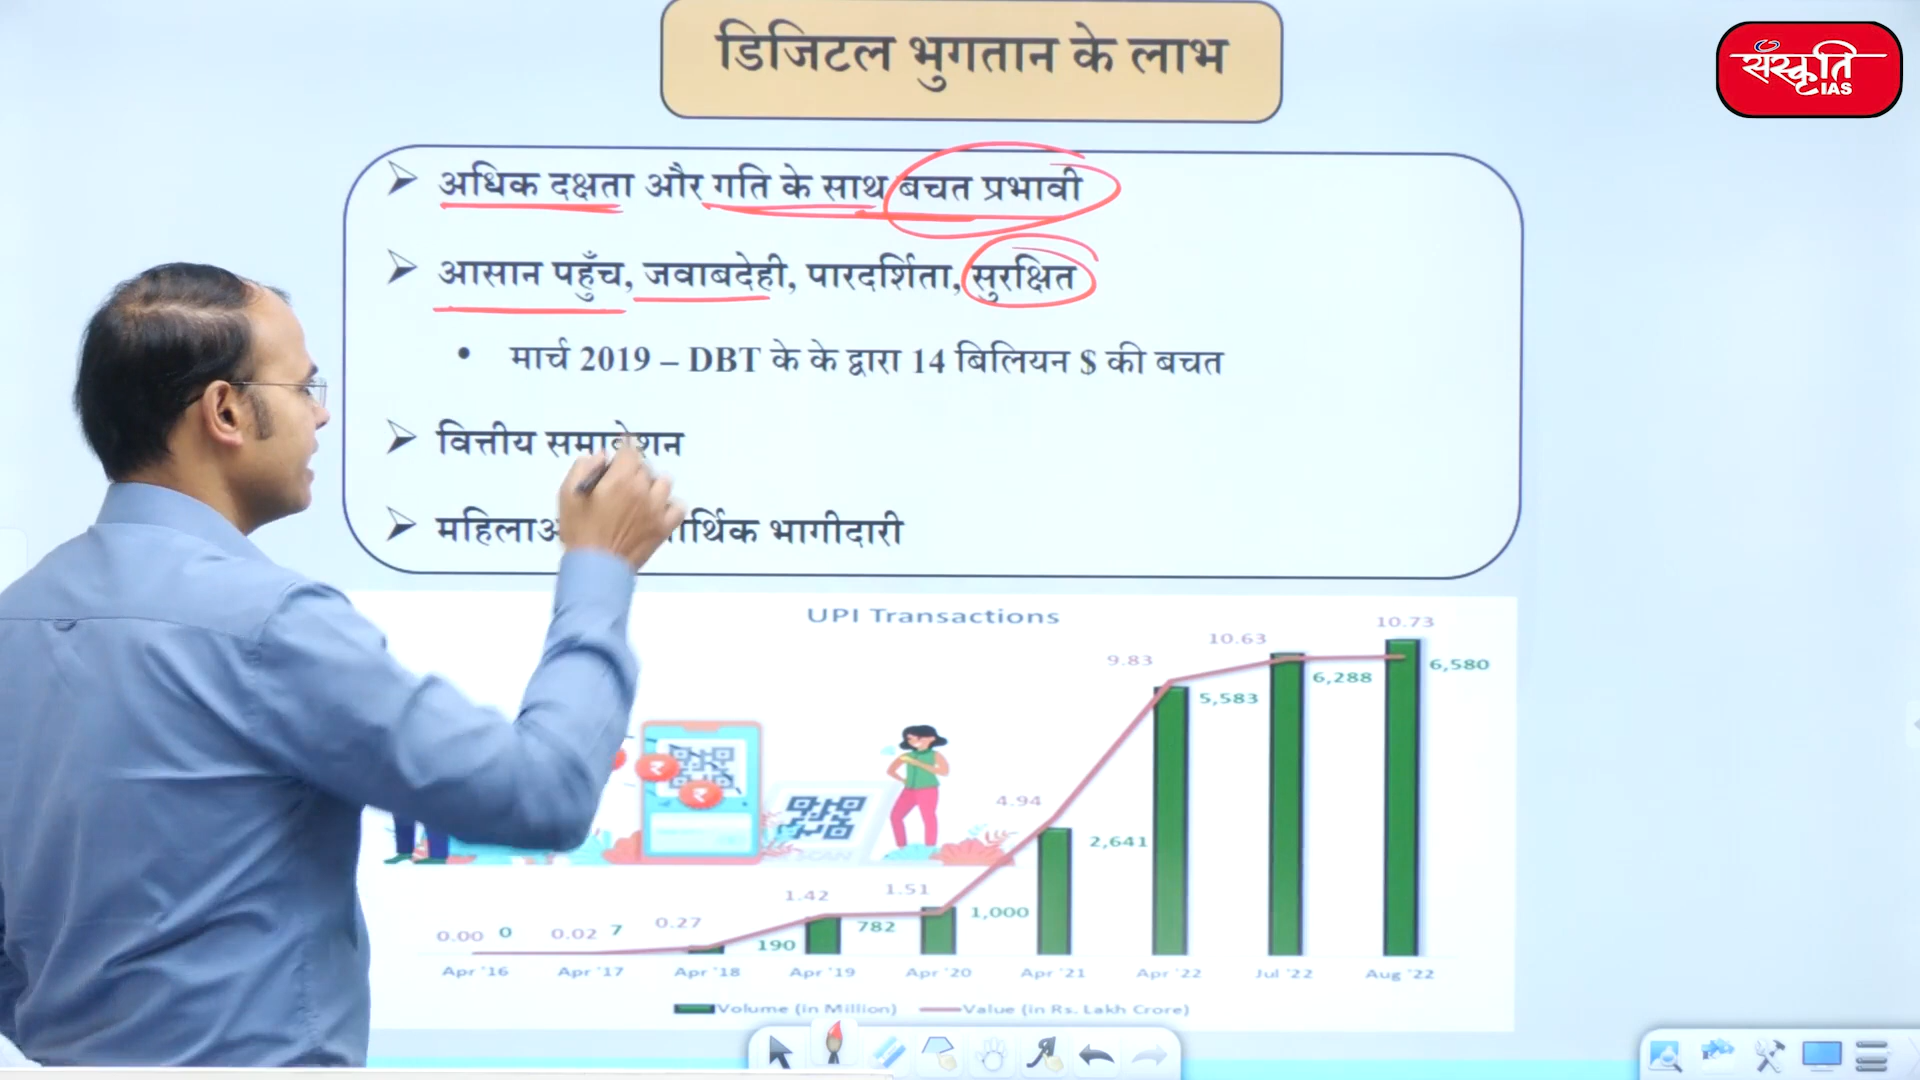 डिजिटल भुगतान के लाभ
संस्कृति
IAS
अधिक दक्षता और गति के साथ बचत प्रभावी
आसान पहुँच, जवाबदेही, पारदर्शिता, सुरक्षित
मार्च 2019 – DBT के के द्वारा 14 बिलियन $ की बचत
वित्तीय समावेशन
भागीदारी
UPI Transactions
0.00 0 0.02 7 0.27 190 1.42 782 1.51 1,000 4.94 2,641 9.83 5,583 10.63 6,288 10.73 6,580
Apr '16 Apr '17 Apr '18 Apr '19 Apr '20 Apr '21 Apr '22 Jul '22 Aug '22
Volume (in Million) Value (in Rs. Lakh Crore)